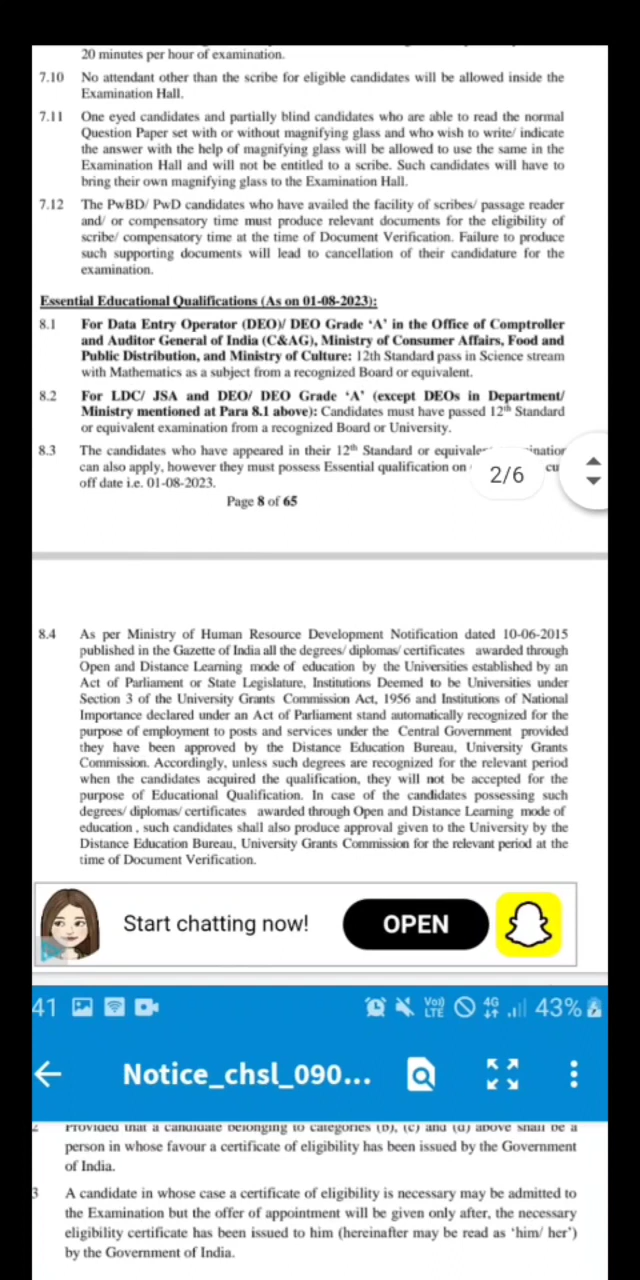 20 minutes per hour of examination.
7.10 No attendant other than the scribe for eligible candidates will be allowed inside the
Examination Hall.
7.11 One eyed candidates and partially blind candidates who are able to read the normal
Question Paper set with or without magnifying glass and who wish to write/ indicate
the answer with the help of magnifying glass will be allowed to use the same in the
Examination Hall and will not be entitled to a scribe. Such candidates will have to
bring their own magnifying glass to the Examination Hall.
7.12 The PwBD/ PwD candidates who have availed the facility of scribes/ passage reader
and/ or compensatory time must produce relevant documents for the eligibility of
scribe/ compensatory time at the time of Document Verification. Failure to produce
such supporting documents will lead to cancellation of their candidature for the
examination.
Essential Educational Qualifications (As on 01-08-2023):
8.1 For Data Entry Operator (DEO)/ DEO Grade ‘A’ in the Office of Comptroller
and Auditor General of India (C&AG), Ministry of Consumer Affairs, Food and
Public Distribution, and Ministry of Culture: 12th Standard pass in Science stream
with Mathematics as a subject from a recognized Board or equivalent.
8.2 For LDC/ JSA and DEO/ DEO Grade ‘A’ (except DEOs in Department/
Ministry mentioned at Para 8.1 above): Candidates must have passed 12th Standard
or equivalent examination from a recognized Board or University.
8.3 The candidates who have appeared in their 12th Standard or
can also apply, however they must possess Essential qualification on
2/6
off date i.e. 01-08-2023.
Page 8 of 65
8.4 As per Ministry of Human Resource Development Notification dated 10-06-2015
published in the Gazette of India all the degrees/ diplomas/ certificates awarded through
Open and Distance Learning mode of education by the Universities established by an
Act of Parliament or State Legislature, Institutions Deemed to be Universities under
Section 3 of the University Grants Commission Act, 1956 and Institutions of National
Importance declared under an Act of Parliament stand automatically recognized for the
purpose of employment to posts and services under the Central Government provided
they have been approved by the Distance Education Bureau, University Grants
Commission. Accordingly, unless such degrees are recognized for the relevant period
when the candidates acquired the qualification, they will not be accepted for the
purpose of Educational Qualification. In case of the candidates possessing such
degrees/ diplomas/ certificates awarded through Open and Distance Learning mode of
education , such candidates shall also produce approval given to the University by the
Distance Education Bureau, University Grants Commission for the relevant period at the
time of Document Verification.
Start chatting now! OPEN
41 Vo)) LTE 4G 43%
Notice_chsl_090...
Provided that a candidate belonging to categories (b), (c) and (d) above shall be a
person in whose favour a certificate of eligibility has been issued by the Government
of India.
3 A candidate in whose case a certificate of eligibility is necessary may be admitted to
the Examination but the offer of appointment will be given only after, the necessary
eligibility certificate has been issued to him (hereinafter may be read as ‘him/ her’)
by the Government of India.